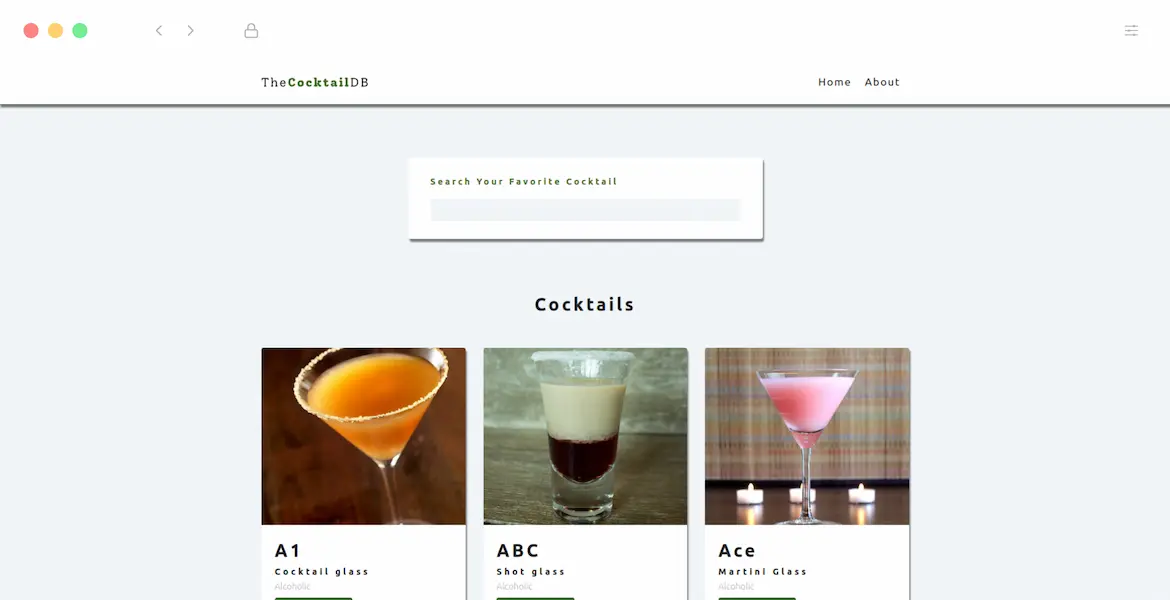 TheCocktailDB
Home About
Search Your Favorite Cocktail
Cocktails
A1
Cocktail glass
Alcoholic
ABC
Shot glass
Alcoholic
Ace
Martini Glass
Alcoholic